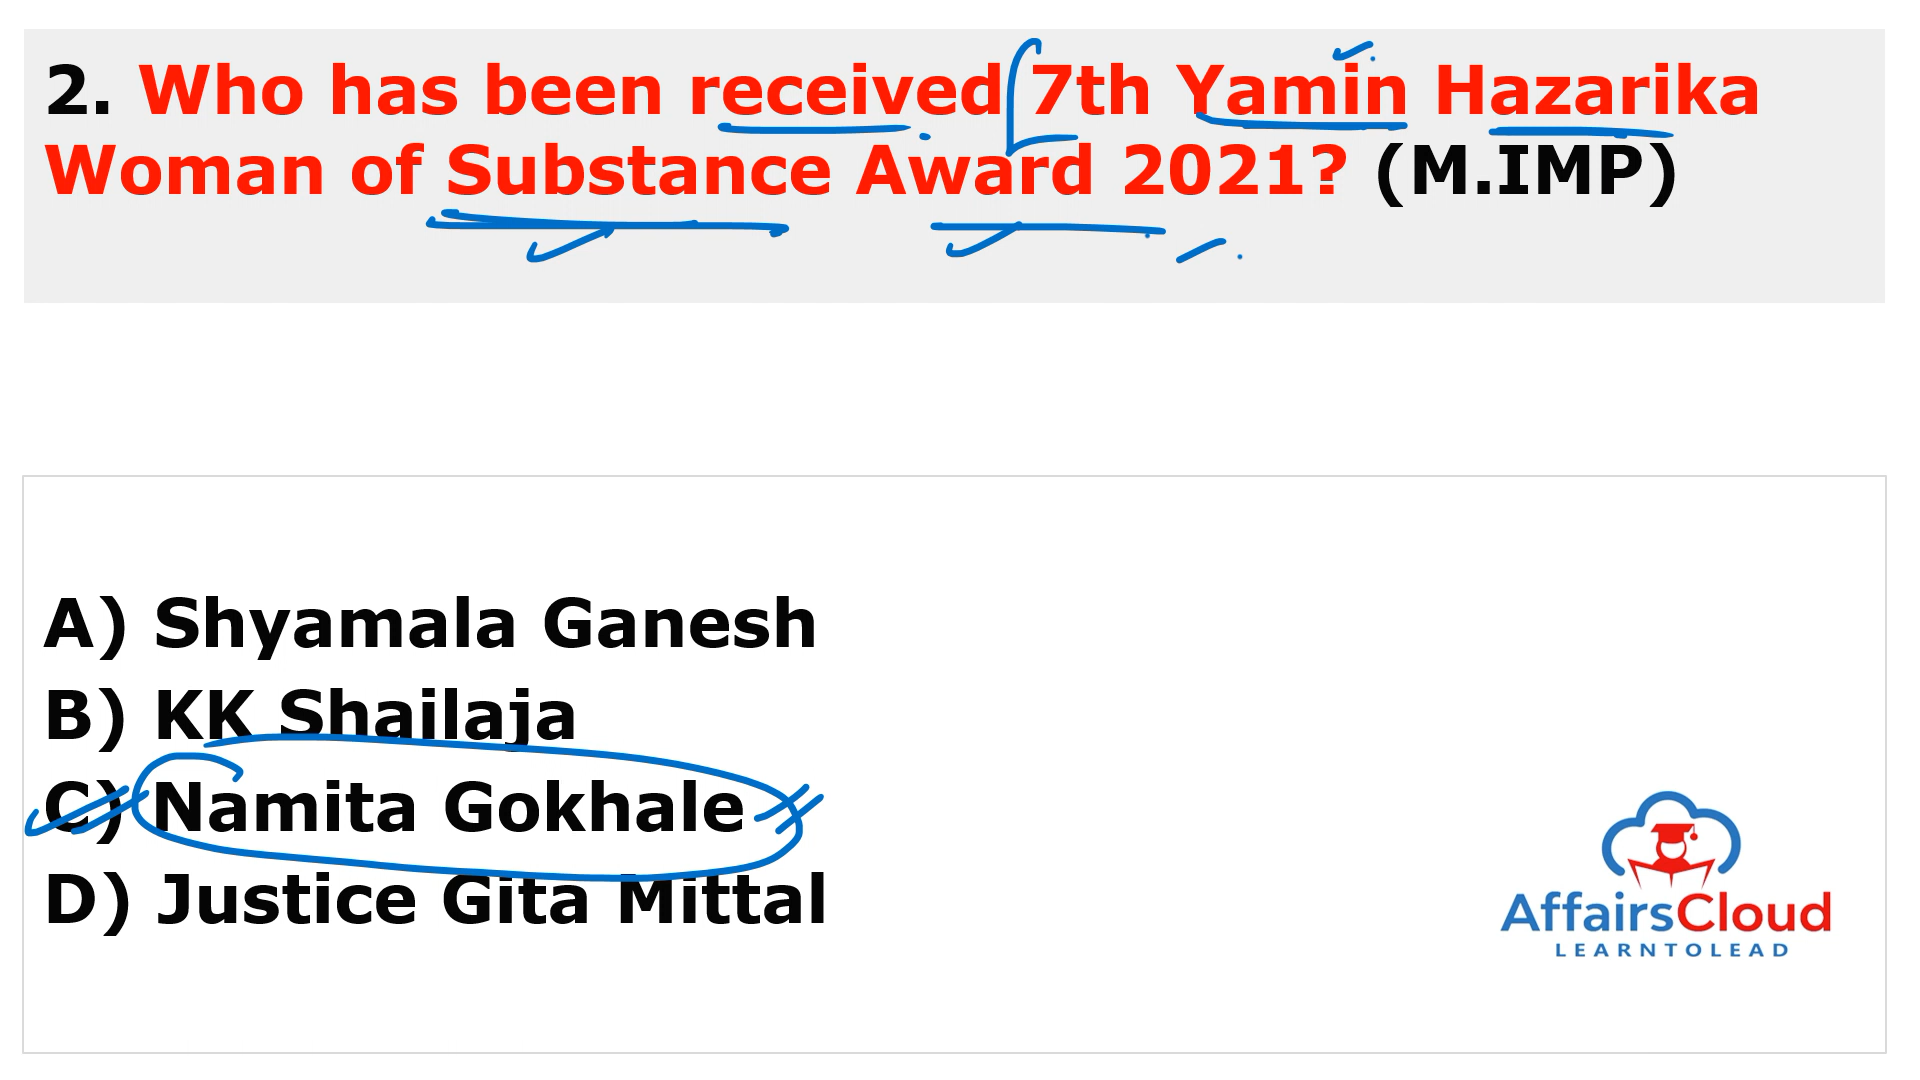 2. Who has been received 7th Yamin Hazarika
Woman of Substance Award 2021? (M.IMP)
A) Shyamala Ganesh
B) KK Shailaja
C) Namita Gokhale
D) Justice Gita Mittal
AffairsCloud
LEARNTOLEAD